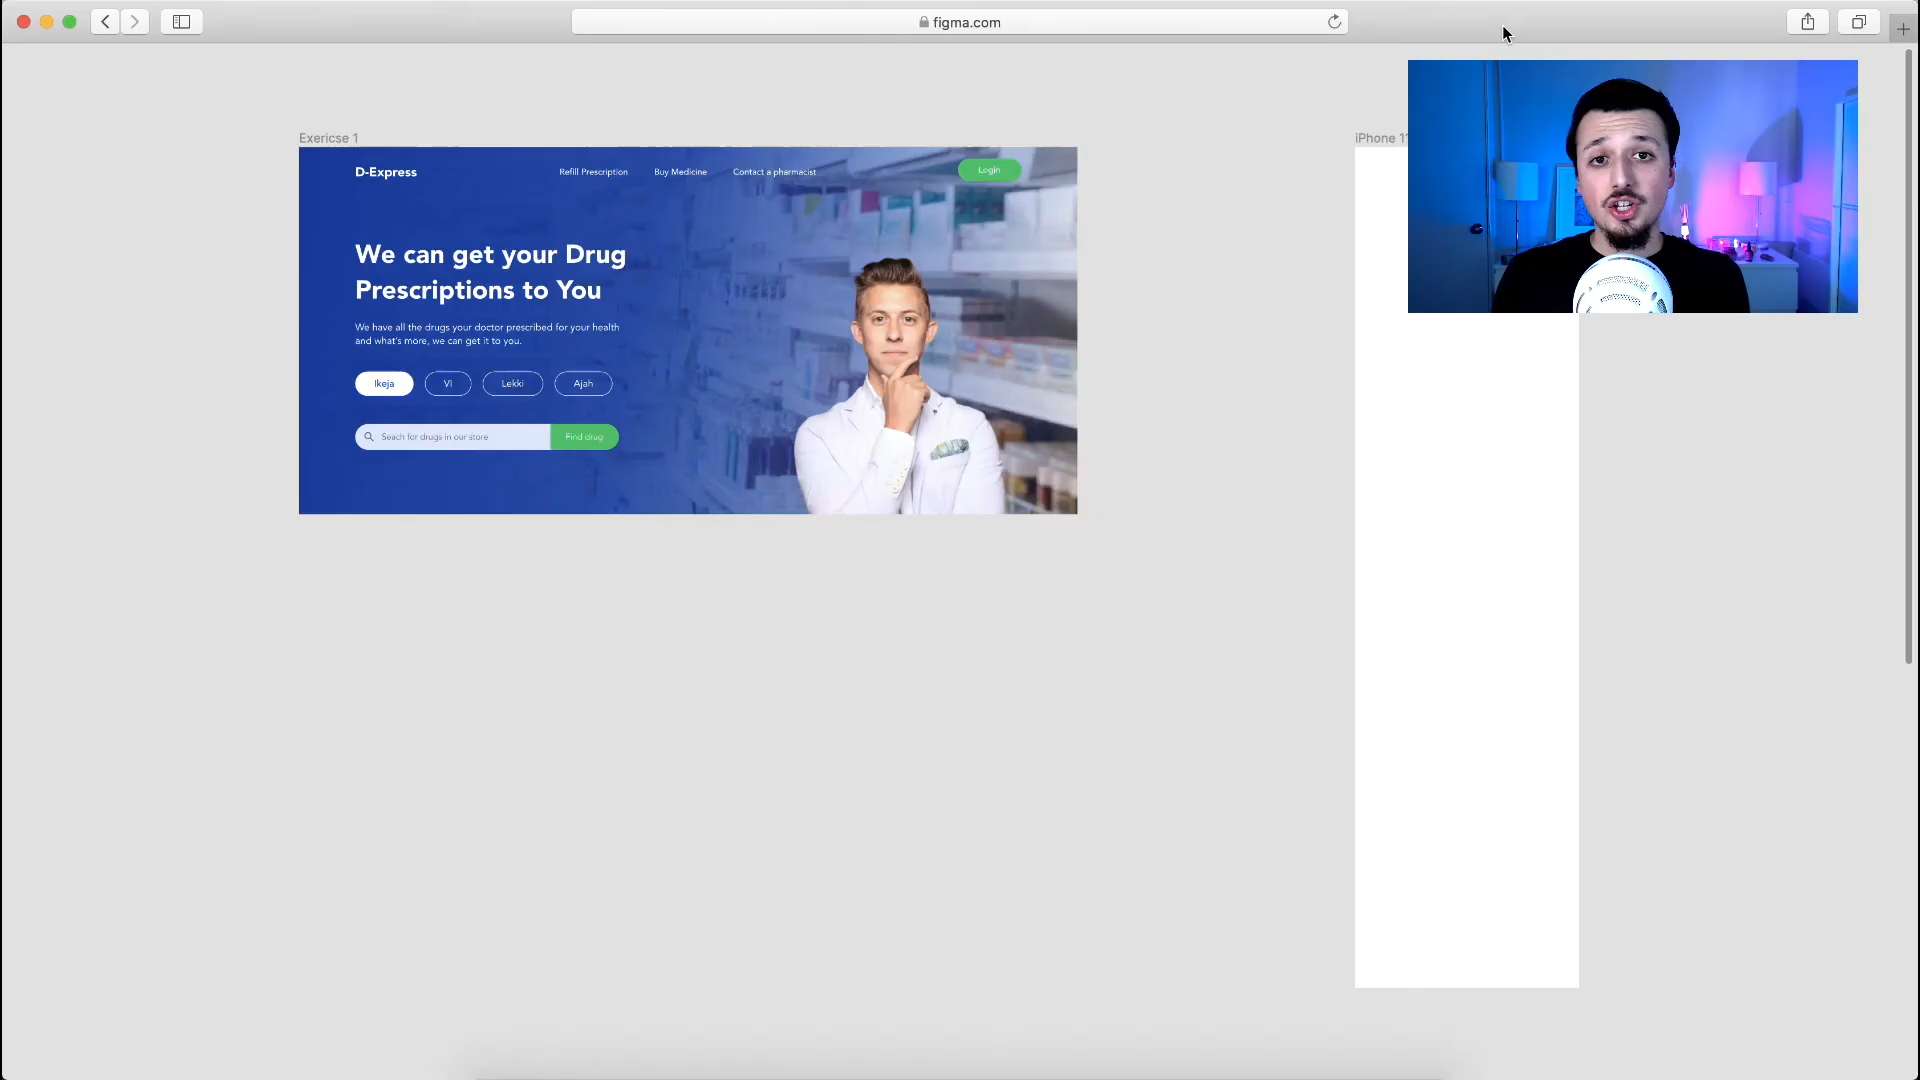 figma.com
Exericse 1
iPhone 11
D-Express
Refill Prescription
Buy Medicine
Contact a pharmacist
Login
We can get your Drug
Prescriptions to You
We have all the drugs your doctor prescribed for your health
and what's more, we can get it to you.
Ikeja
VI
Lekki
Ajah
Seach for drugs in our store
Find drug